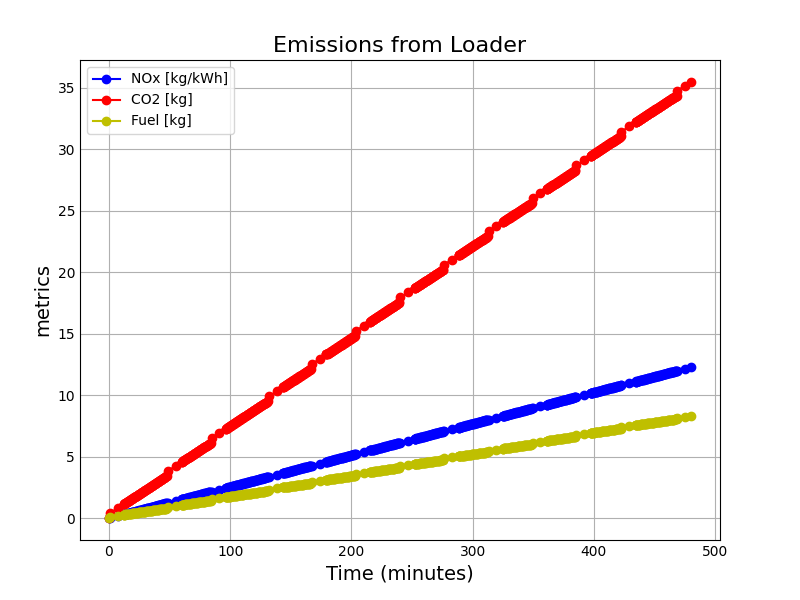 Emissions from Loader
NOx [kg/kWh]
CO2 [kg]
Fuel [kg]
metrics
35
30
25
20
15
10
5
0
0 100 200 300 400 500
Time (minutes)